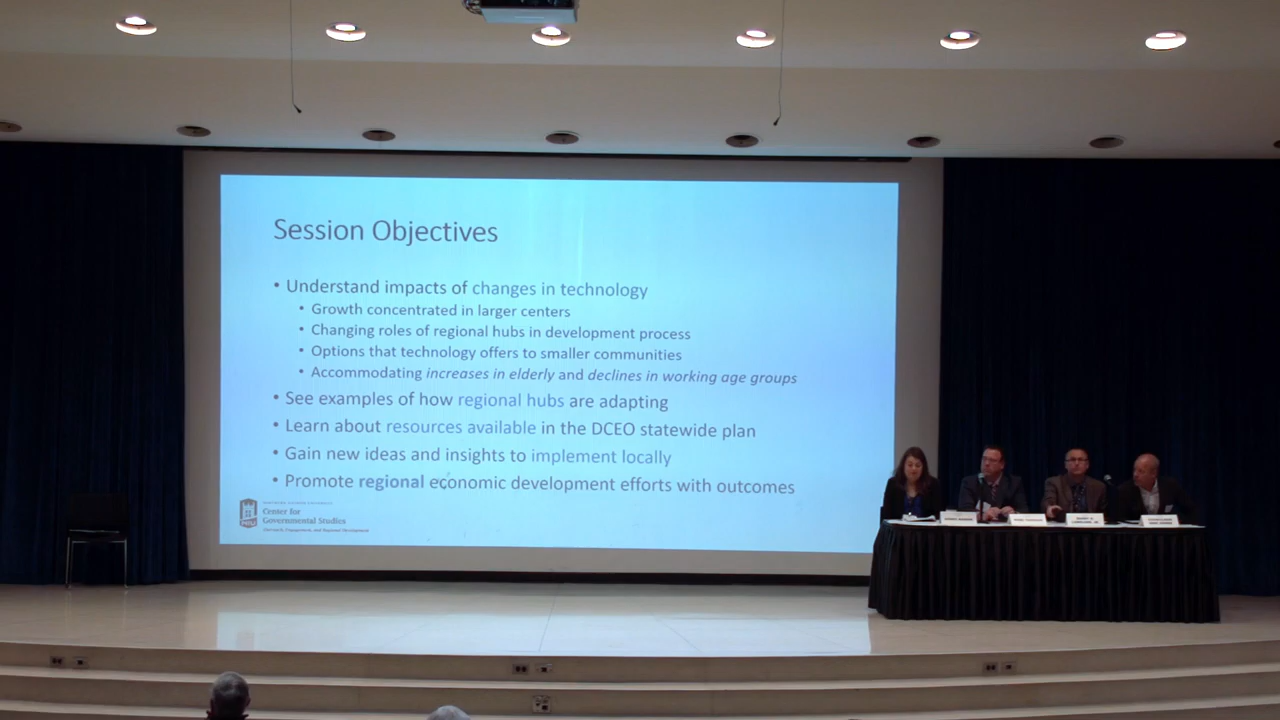 Session Objectives
• Understand impacts of changes in technology
• Growth concentrated in larger centers
• Changing roles of regional hubs in development process
• Options that technology offers to smaller communities
• Accommodating increases in elderly and declines in working age groups
• See examples of how regional hubs are adapting
• Learn about resources available in the DCEO statewide plan
• Gain new ideas and insights to implement locally
• Promote regional economic development efforts with outcomes
NIU
Center for
Governmental Studies